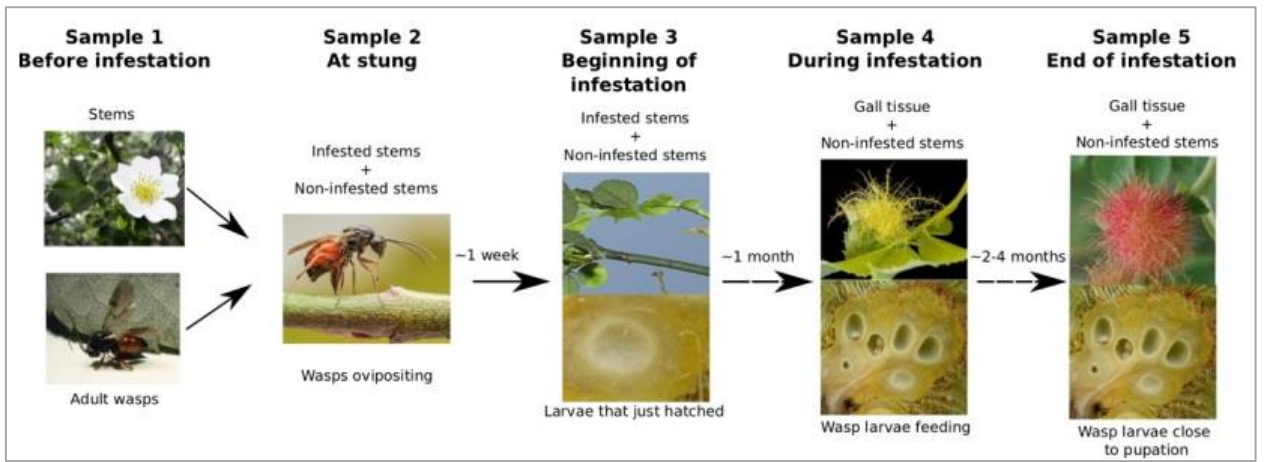 Sample 1
Before infestation
Stems
Adult wasps
Sample 2
At stung
Infested stems
+
Non-infested stems
Wasps ovipositing
~1 week
Sample 3
Beginning of
infestation
Infested stems
+
Non-infested stems
Larvae that just hatched
~1 month
Sample 4
During infestation
Gall tissue
+
Non-infested stems
Wasp larvae feeding
~2-4 months
Sample 5
End of infestation
Gall tissue
+
Non-infested stems
Wasp larvae close
to pupation